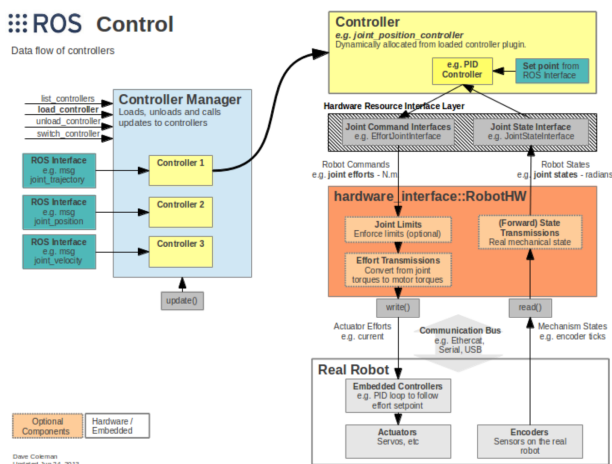 ROS Control
Data flow of controllers
list_controllers
load_controller
unload_controller
switch_controller
Controller Manager
Loads, unloads and calls
updates to controllers
ROS Interface
e.g. msg
joint_trajectory
Controller 1
ROS Interface
e.g. msg
joint_position
Controller 2
ROS Interface
e.g. msg
joint_velocity
Controller 3
update()
Controller
e.g. joint_position_controller
Dynamically allocated from loaded controller plugin.
e.g. PID
Controller
Set point from
ROS Interface
Hardware Resource Interface Layer
Joint Command Interfaces
e.g. EffortJointInterface
Joint State Interface
e.g. JointStateInterface
Robot Commands
e.g. joint efforts - N.m
Robot States
e.g. joint states - radians
hardware_interface::RobotHW
Joint Limits
Enforce limits (optional)
Effort Transmissions
Convert from joint
torques to motor torques
(Forward) State
Transmissions
Real mechanical state
write()
read()
Actuator Efforts
e.g. current
Communication Bus
e.g. Ethercat,
Serial, USB
Mechanism States
e.g. encoder ticks
Real Robot
Embedded Controllers
e.g. PID loop to follow
effort setpoint
Actuators
Servos, etc
Encoders
Sensors on the real
robot
Optional
Components
Hardware /
Embedded
Dave Coleman
Updated Jun 24, 2013